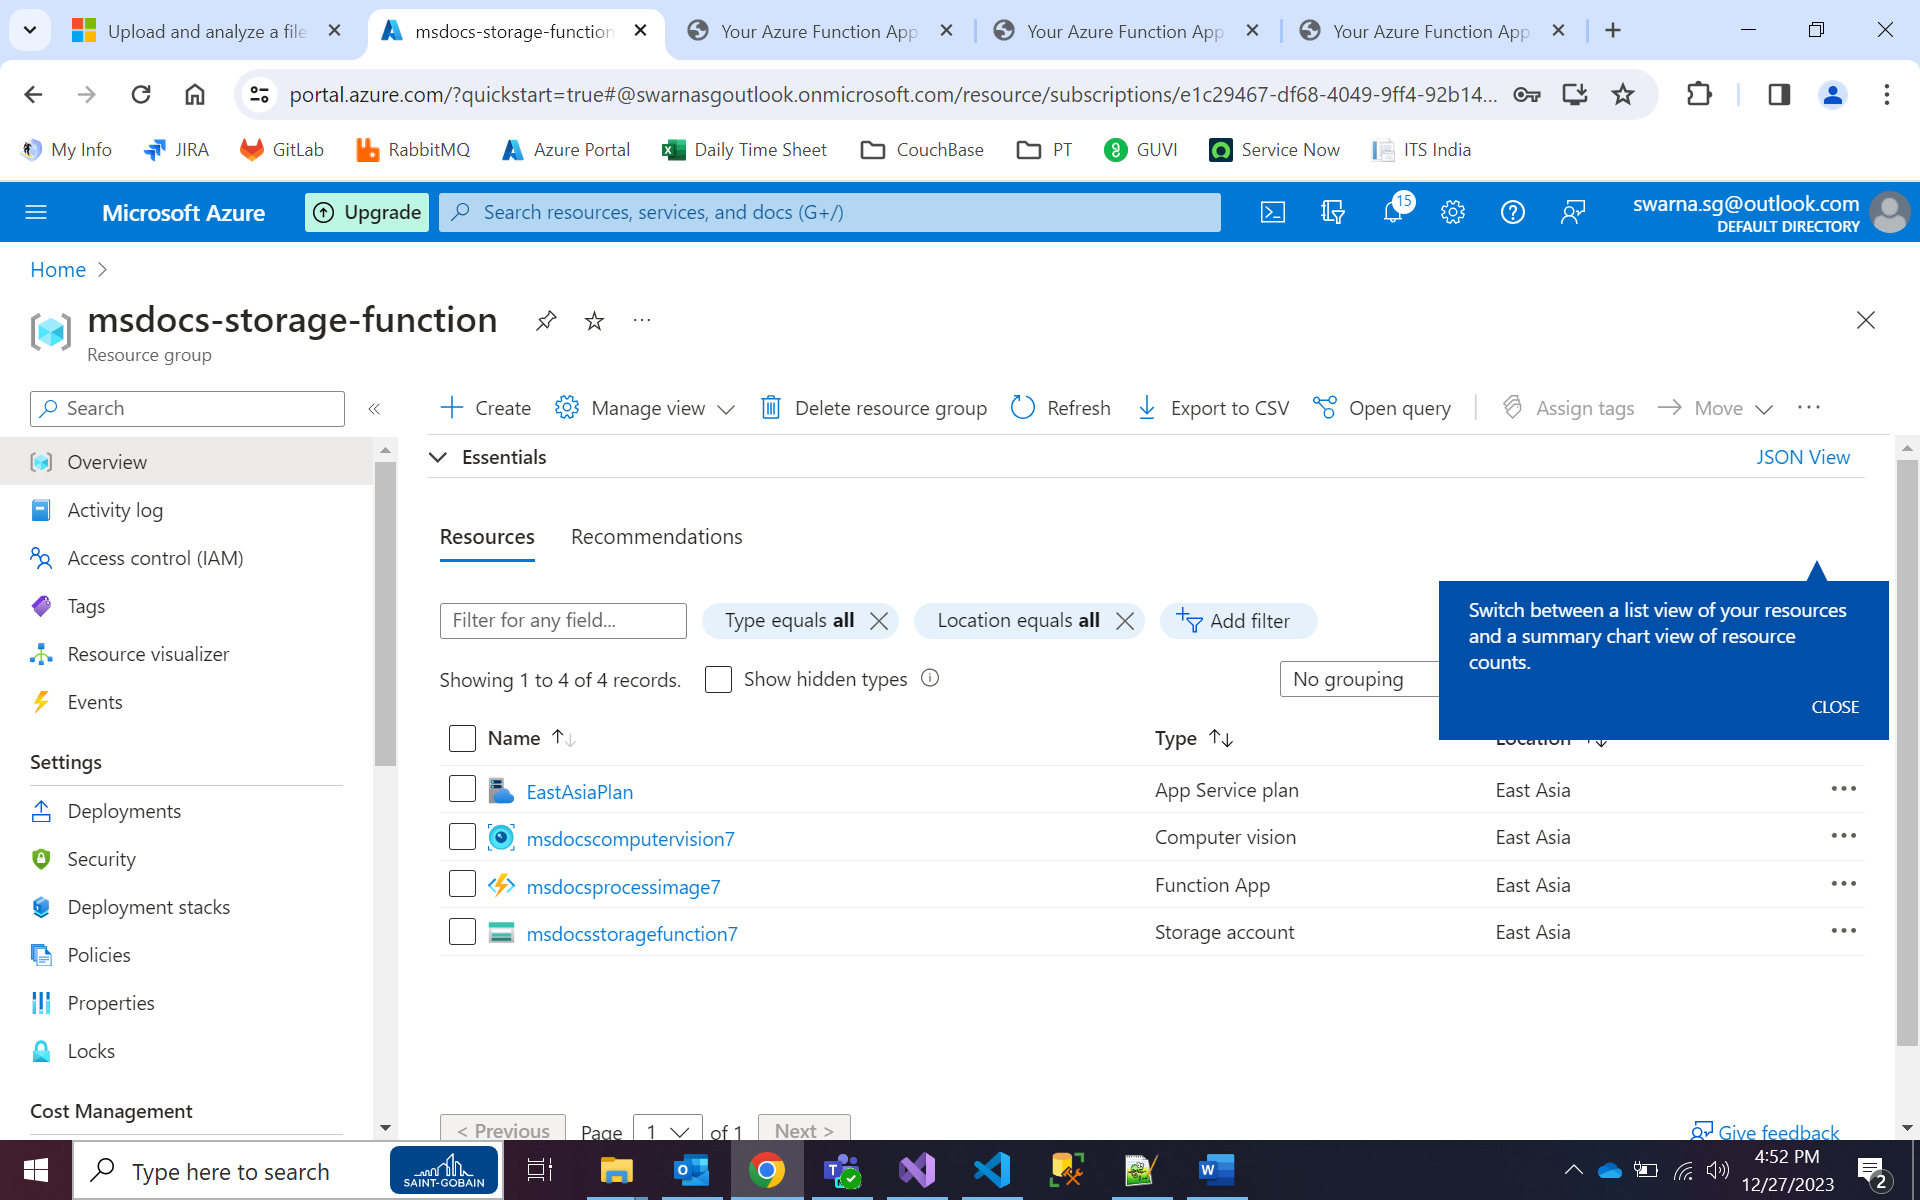 Upload and analyze a file
msdocs-storage-function
Your Azure Function App
Your Azure Function App
Your Azure Function App
portal.azure.com/?quickstart=true#@swarnasgoutlook.onmicrosoft.com/resource/subscriptions/e1c29467-df68-4049-9ff4-92b14...
My Info
JIRA
GitLab
RabbitMQ
Azure Portal
Daily Time Sheet
CouchBase
PT
GUVI
Service Now
ITS India
Microsoft Azure
Upgrade
Search resources, services, and docs (G+/)
15
swarna.sg@outlook.com
DEFAULT DIRECTORY
Home
msdocs-storage-function
Resource group
Search
Create
Manage view
Delete resource group
Refresh
Export to CSV
Open query
Assign tags
Move
Overview
Activity log
Access control (IAM)
Tags
Resource visualizer
Events
Settings
Deployments
Security
Deployment stacks
Policies
Properties
Locks
Cost Management
Essentials
JSON View
Resources
Recommendations
Filter for any field...
Type equals all
Location equals all
Add filter
Switch between a list view of your resources
and a summary chart view of resource
counts.
CLOSE
Showing 1 to 4 of 4 records.
Show hidden types
No grouping
Name
Type
Location
EastAsiaPlan
App Service plan
East Asia
msdocscomputervision7
Computer vision
East Asia
msdocsprocessimage7
Function App
East Asia
msdocsstoragefunction7
Storage account
East Asia
< Previous
Page
1
of 1
Next >
Give feedback
Type here to search
SAINT-GOBAIN
4:52 PM
12/27/2023
2